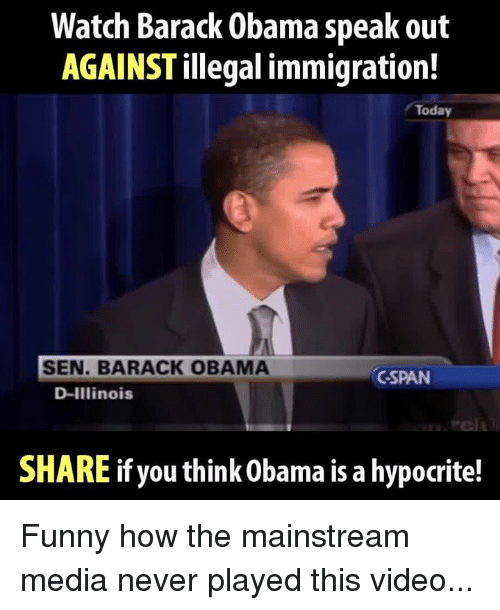 Watch Barack Obama speak out
AGAINST illegal immigration!
Today
SEN. BARACK OBAMA
D-Illinois
C-SPAN
SHARE if you think Obama is a hypocrite!
Funny how the mainstream
media never played this video...